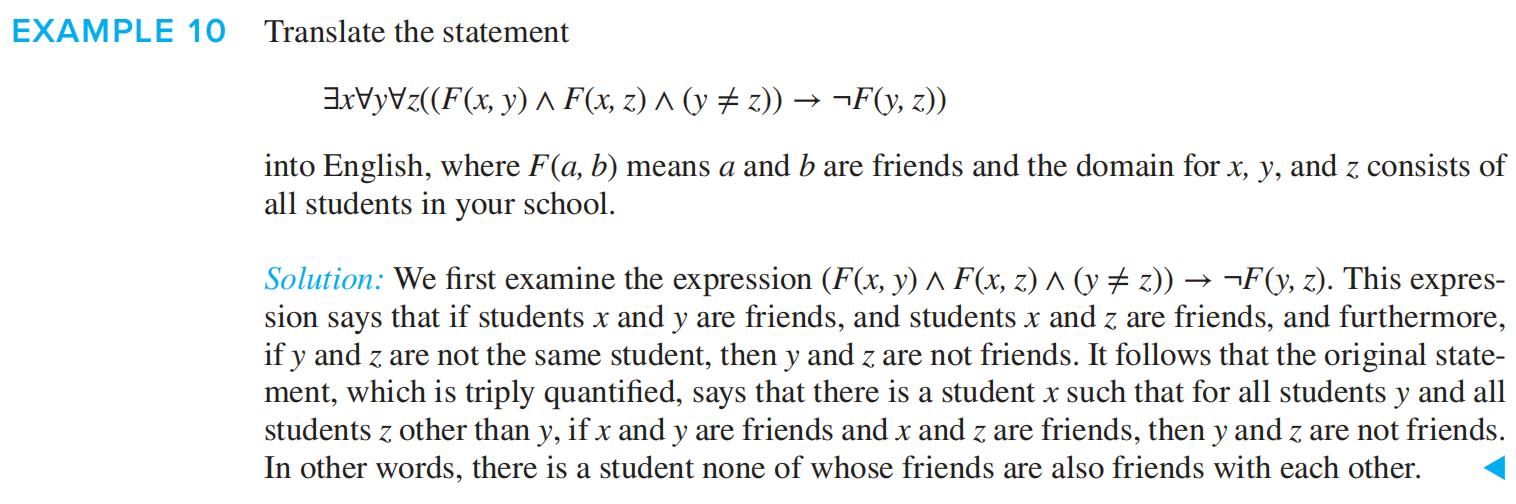 EXAMPLE 10 Translate the statement
∃x∀y∀z((F(x, y) ∧ F(x, z) ∧ (y ≠ z)) → ¬F(y, z))
into English, where F(a, b) means a and b are friends and the domain for x, y, and z consists of
all students in your school.
Solution: We first examine the expression (F(x, y) ∧ F(x, z) ∧ (y ≠ z)) → ¬F(y, z). This expres-
sion says that if students x and y are friends, and students x and z are friends, and furthermore,
if y and z are not the same student, then y and z are not friends. It follows that the original state-
ment, which is triply quantified, says that there is a student x such that for all students y and all
students z other than y, if x and y are friends and x and z are friends, then y and z are not friends.
In other words, there is a student none of whose friends are also friends with each other.